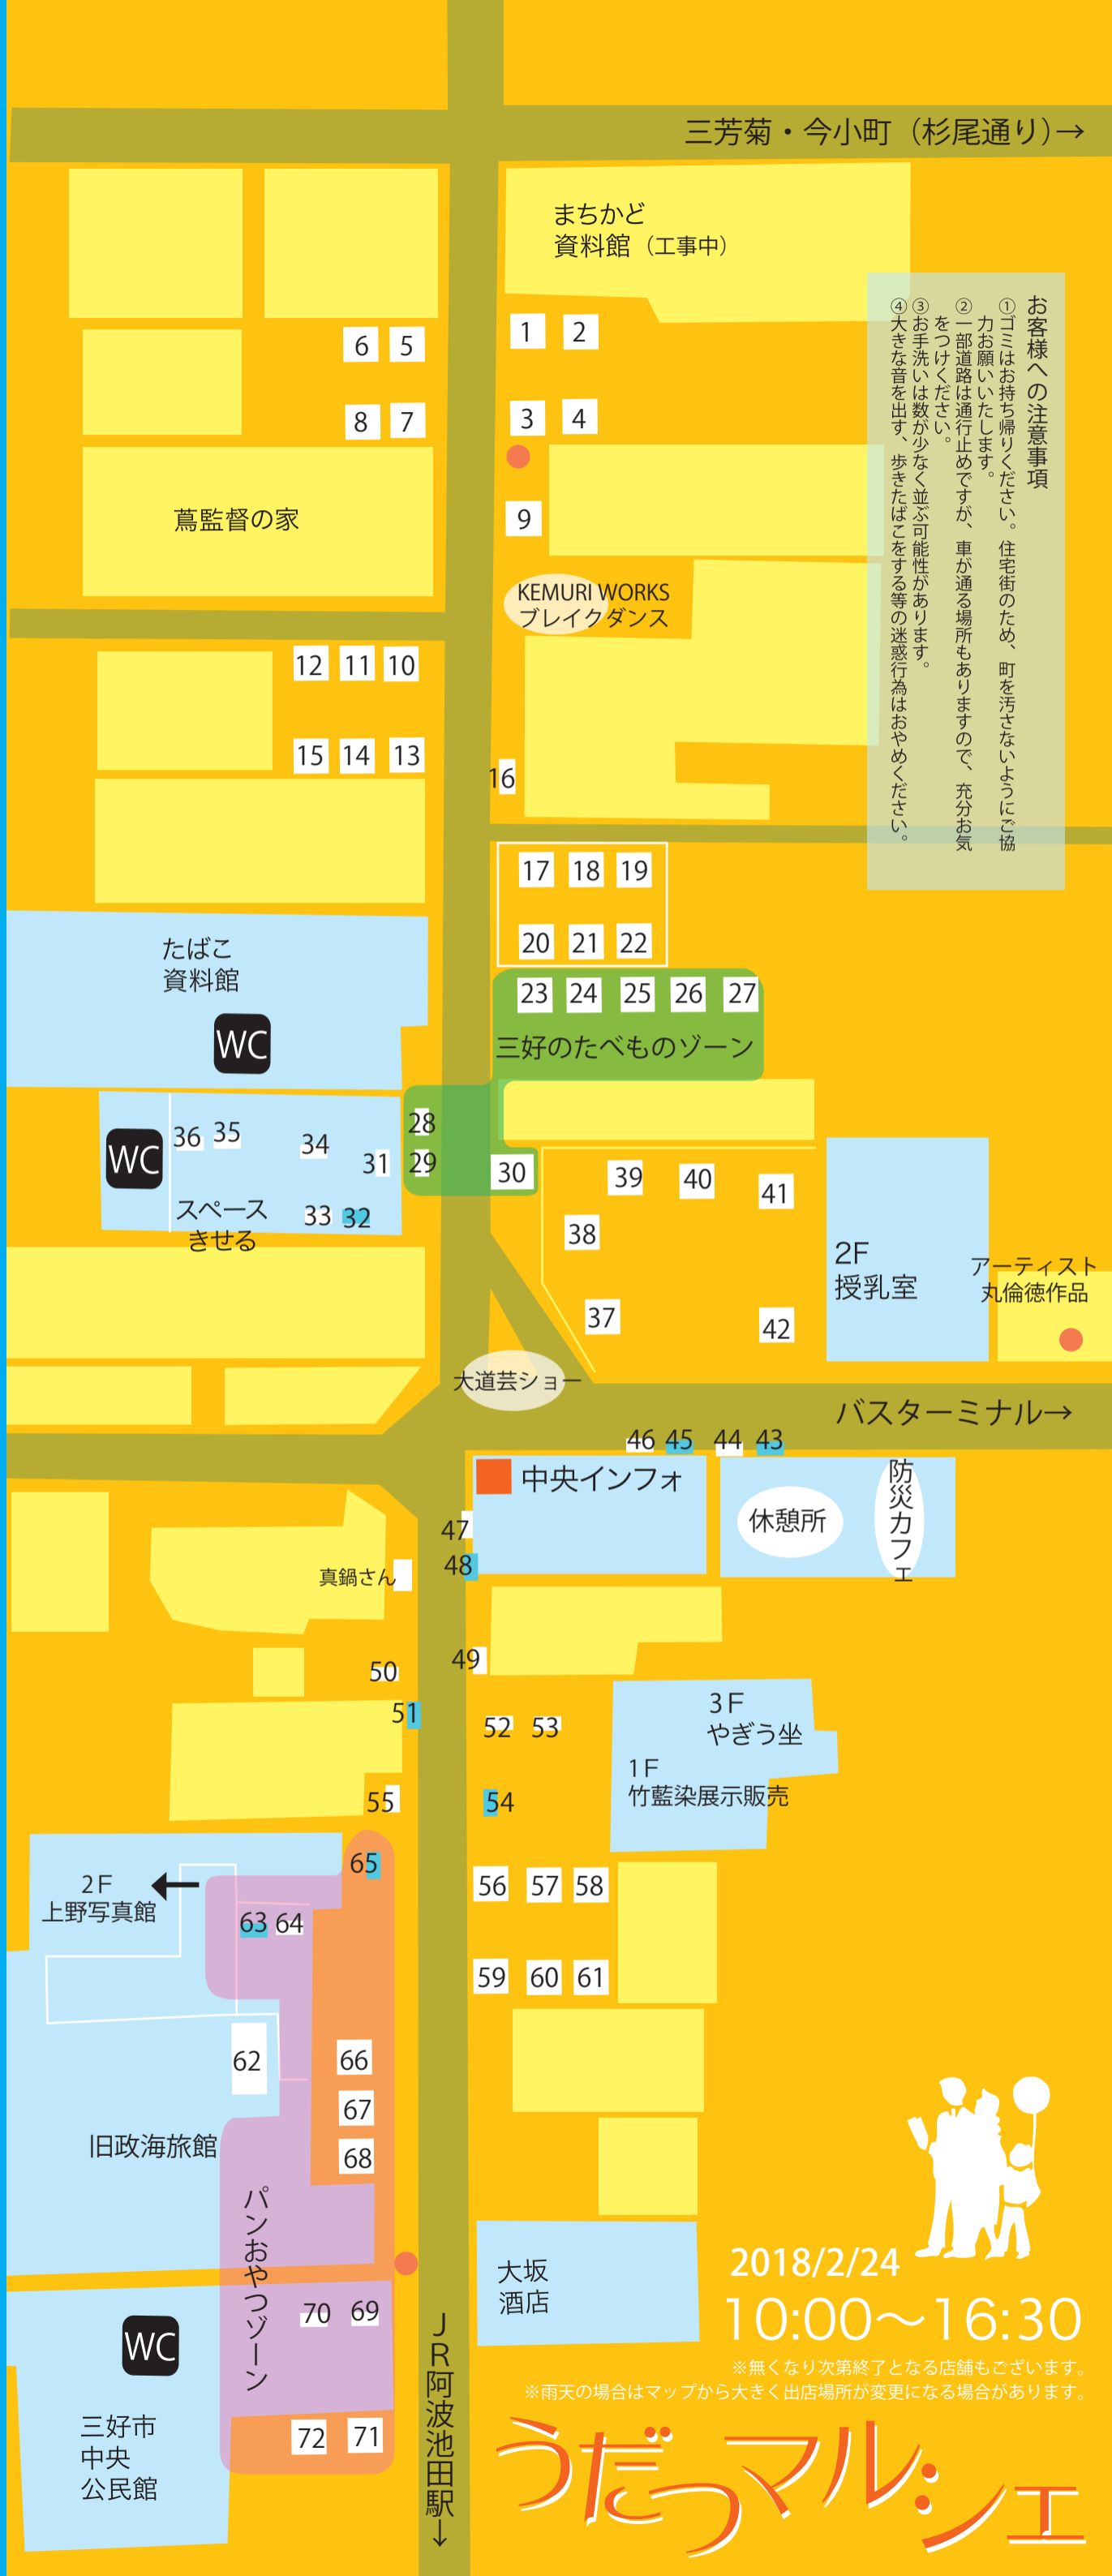 三芳菊・今小町（杉尾通り）→
まちかど
資料館（工事中）
お客様への注意事項
①ゴミはお持ち帰りください。住宅街のため、町を汚さないようにご協
力お願いいたします。
②一部道路は通行止めですが、車が通る場所もありますので、充分お気
をつけください。
③お手洗いは数が少なく並ぶ可能性があります。
④大きな音を出す、歩きたばこをする等の迷惑行為はおやめください。
6 5
1 2
8 7
3 4
蔦監督の家
9
KEMURI WORKS
ブレイクダンス
12 11 10
15 14 13
16
17 18 19
20 21 22
たばこ
資料館
WC
23 24 25 26 27
三好のたべものゾーン
28
29
30
WC
36 35
34
31
33 32
スペース
きせる
39 40 41
38
37
42
2F
授乳室
アーティスト
丸倫徳作品
大道芸ショー
バスターミナル→
46 45 44 43
中央インフォ
休憩所
防災カフェ
47
48
真鍋さん
49
50
51
52 53
54
55
3F
やぎう坐
1F
竹藍染展示販売
65
56 57 58
2F
上野写真館
63 64
59 60 61
62
66
67
68
旧政海旅館
パンおやつゾーン
大坂
酒店
70 69
WC
72 71
三好市
中央
公民館
JR阿波池田駅→
2018/2/24
10:00〜16:30
※無くなり次第終了となる店舗もございます。
※雨天の場合はマップから大きく出店場所が変更になる場合があります。
うだつマルシェ